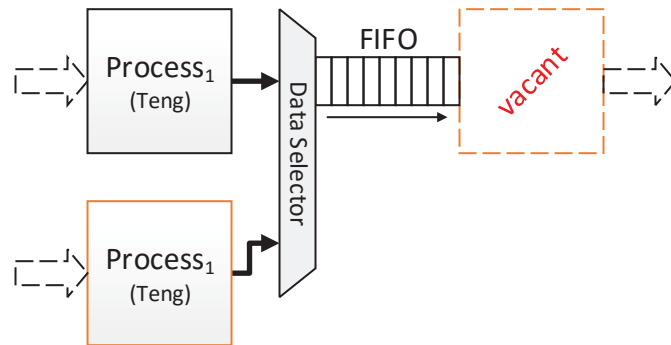 FIFO
Process₁
(Teng)
vacant
Data Selector
Process₁
(Teng)